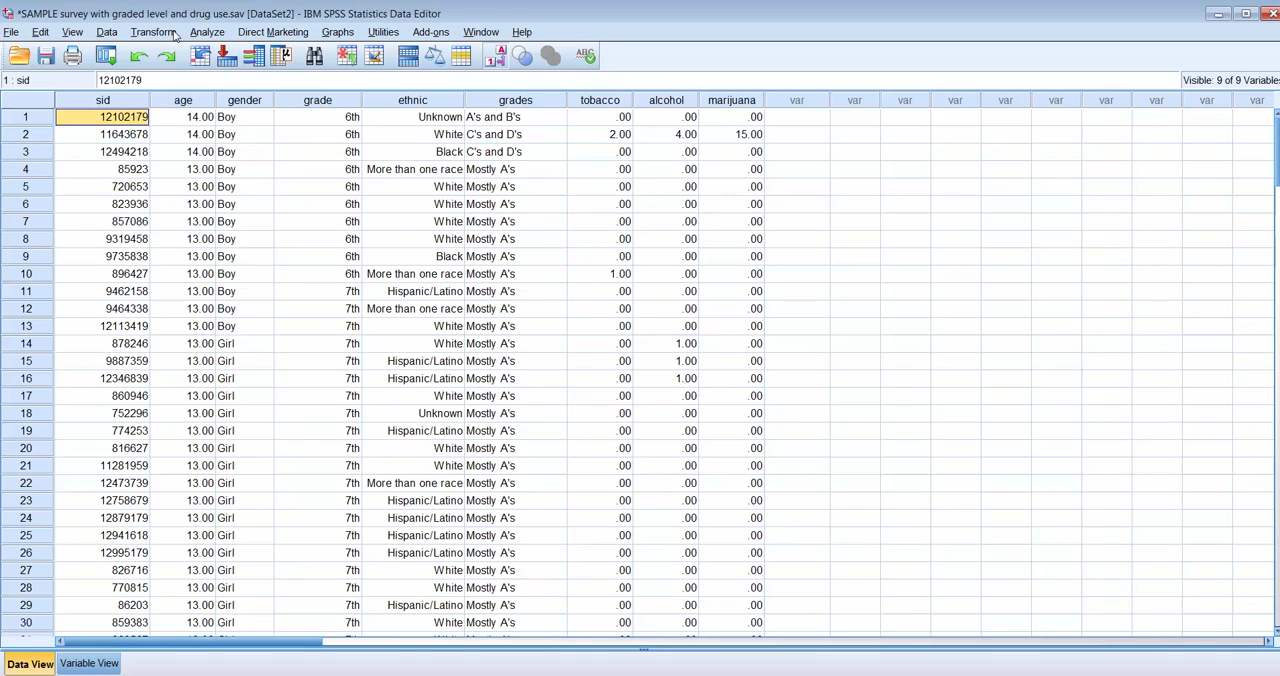 *SAMPLE survey with graded level and drug use.sav [DataSet2] - IBM SPSS Statistics Data Editor
File Edit View Data Transform Analyze Direct Marketing Graphs Utilities Add-ons Window Help
1 : sid 12102179 Visible: 9 of 9 Variables
sid age gender grade ethnic grades tobacco alcohol marijuana var var var var var var var var var var
1 12102179 14.00 Boy 6th Unknown A's and B's .00 .00 .00
2 11643678 14.00 Boy 6th White C's and D's 2.00 4.00 15.00
3 12494218 14.00 Boy 6th Black C's and D's .00 .00 .00
4 85923 13.00 Boy 6th More than one race Mostly A's .00 .00 .00
5 720653 13.00 Boy 6th White Mostly A's .00 .00 .00
6 823936 13.00 Boy 6th White Mostly A's .00 .00 .00
7 857086 13.00 Boy 6th White Mostly A's .00 .00 .00
8 9319458 13.00 Boy 6th White Mostly A's .00 .00 .00
9 9735838 13.00 Boy 6th Black Mostly A's .00 .00 .00
10 896427 13.00 Boy 6th More than one race Mostly A's 1.00 .00 .00
11 9462158 13.00 Boy 7th Hispanic/Latino Mostly A's .00 .00 .00
12 9464338 13.00 Boy 7th More than one race Mostly A's .00 .00 .00
13 12113419 13.00 Boy 7th White Mostly A's .00 .00 .00
14 878246 13.00 Girl 7th White Mostly A's .00 1.00 .00
15 9887359 13.00 Girl 7th Hispanic/Latino Mostly A's .00 1.00 .00
16 12346839 13.00 Girl 7th Hispanic/Latino Mostly A's .00 1.00 .00
17 860946 13.00 Girl 7th White Mostly A's .00 .00 .00
18 752296 13.00 Girl 7th Unknown Mostly A's .00 .00 .00
19 774253 13.00 Girl 7th Hispanic/Latino Mostly A's .00 .00 .00
20 816627 13.00 Girl 7th White Mostly A's .00 .00 .00
21 11281959 13.00 Girl 7th White Mostly A's .00 .00 .00
22 12473739 13.00 Girl 7th More than one race Mostly A's .00 .00 .00
23 12758679 13.00 Girl 7th Hispanic/Latino Mostly A's .00 .00 .00
24 12879179 13.00 Girl 7th Hispanic/Latino Mostly A's .00 .00 .00
25 12941618 13.00 Girl 7th Hispanic/Latino Mostly A's .00 .00 .00
26 12995179 13.00 Girl 7th Hispanic/Latino Mostly A's .00 .00 .00
27 826716 13.00 Girl 7th White Mostly A's .00 .00 .00
28 770815 13.00 Girl 7th White Mostly A's .00 .00 .00
29 86203 13.00 Girl 7th Hispanic/Latino Mostly A's .00 .00 .00
30 859383 13.00 Girl 7th White Mostly A's .00 .00 .00
Data View Variable View